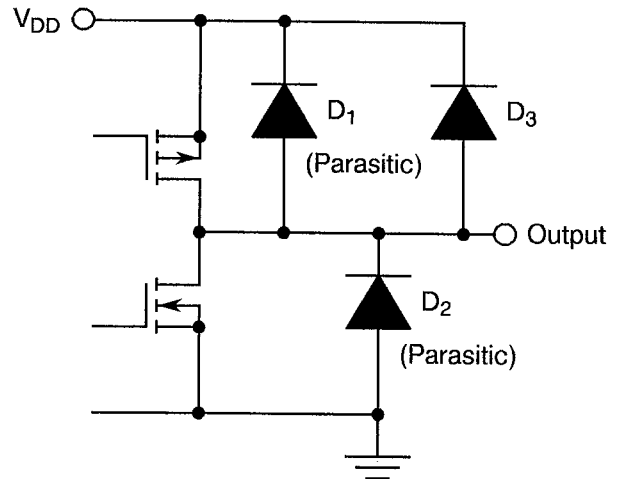 VDD
D1
(Parasitic)
D3
Output
D2
(Parasitic)